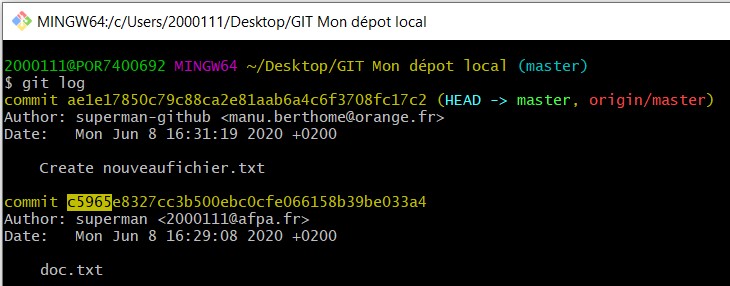 MINGW64:/c/Users/2000111/Desktop/GIT Mon dépot local
2000111@POR7400692 MINGW64 ~/Desktop/GIT Mon dépot local (master)
$ git log
commit ae1e17850c79c88ca2e81aab6a4c6f3708fc17c2 (HEAD -> master, origin/master)
Author: superman-github <manu.berthome@orange.fr>
Date:   Mon Jun 8 16:31:19 2020 +0200
Create nouveaufichier.txt
commit c5965e8327cc3b500ebc0cfe066158b39be033a4
Author: superman <2000111@afpa.fr>
Date:   Mon Jun 8 16:29:08 2020 +0200
doc.txt